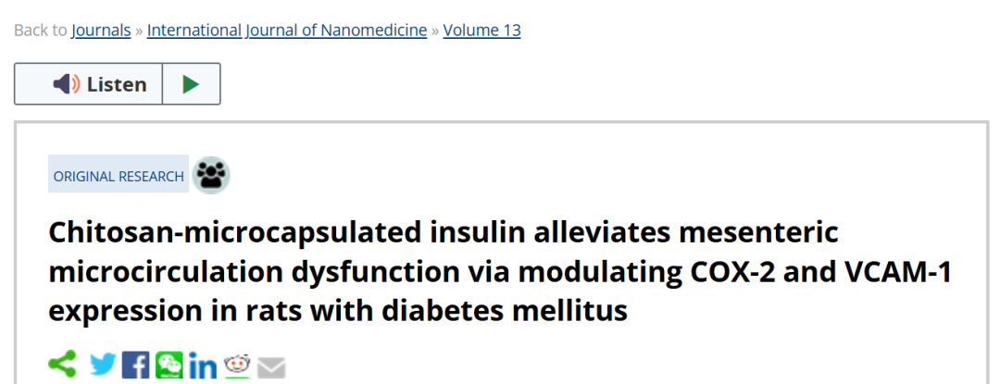 Back to Journals » International Journal of Nanomedicine » Volume 13
Listen
ORIGINAL RESEARCH
Chitosan-microcapsulated insulin alleviates mesenteric
microcirculation dysfunction via modulating COX-2 and VCAM-1
expression in rats with diabetes mellitus